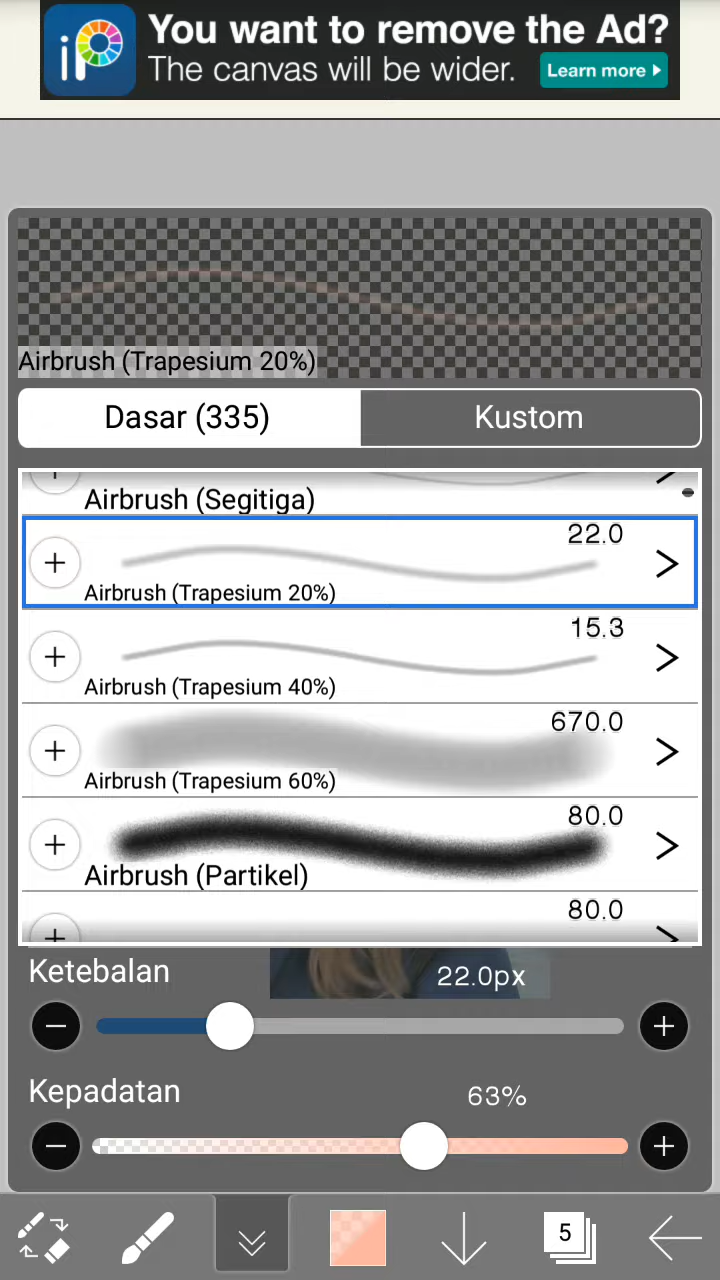 iP
You want to remove the Ad?
The canvas will be wider.
Learn more
Airbrush (Trapesium 20%)
Dasar (335)
Kustom
Airbrush (Segitiga)
22.0
Airbrush (Trapesium 20%)
15.3
Airbrush (Trapesium 40%)
670.0
Airbrush (Trapesium 60%)
80.0
Airbrush (Partikel)
80.0
Ketebalan
22.0px
Kepadatan
63%
5